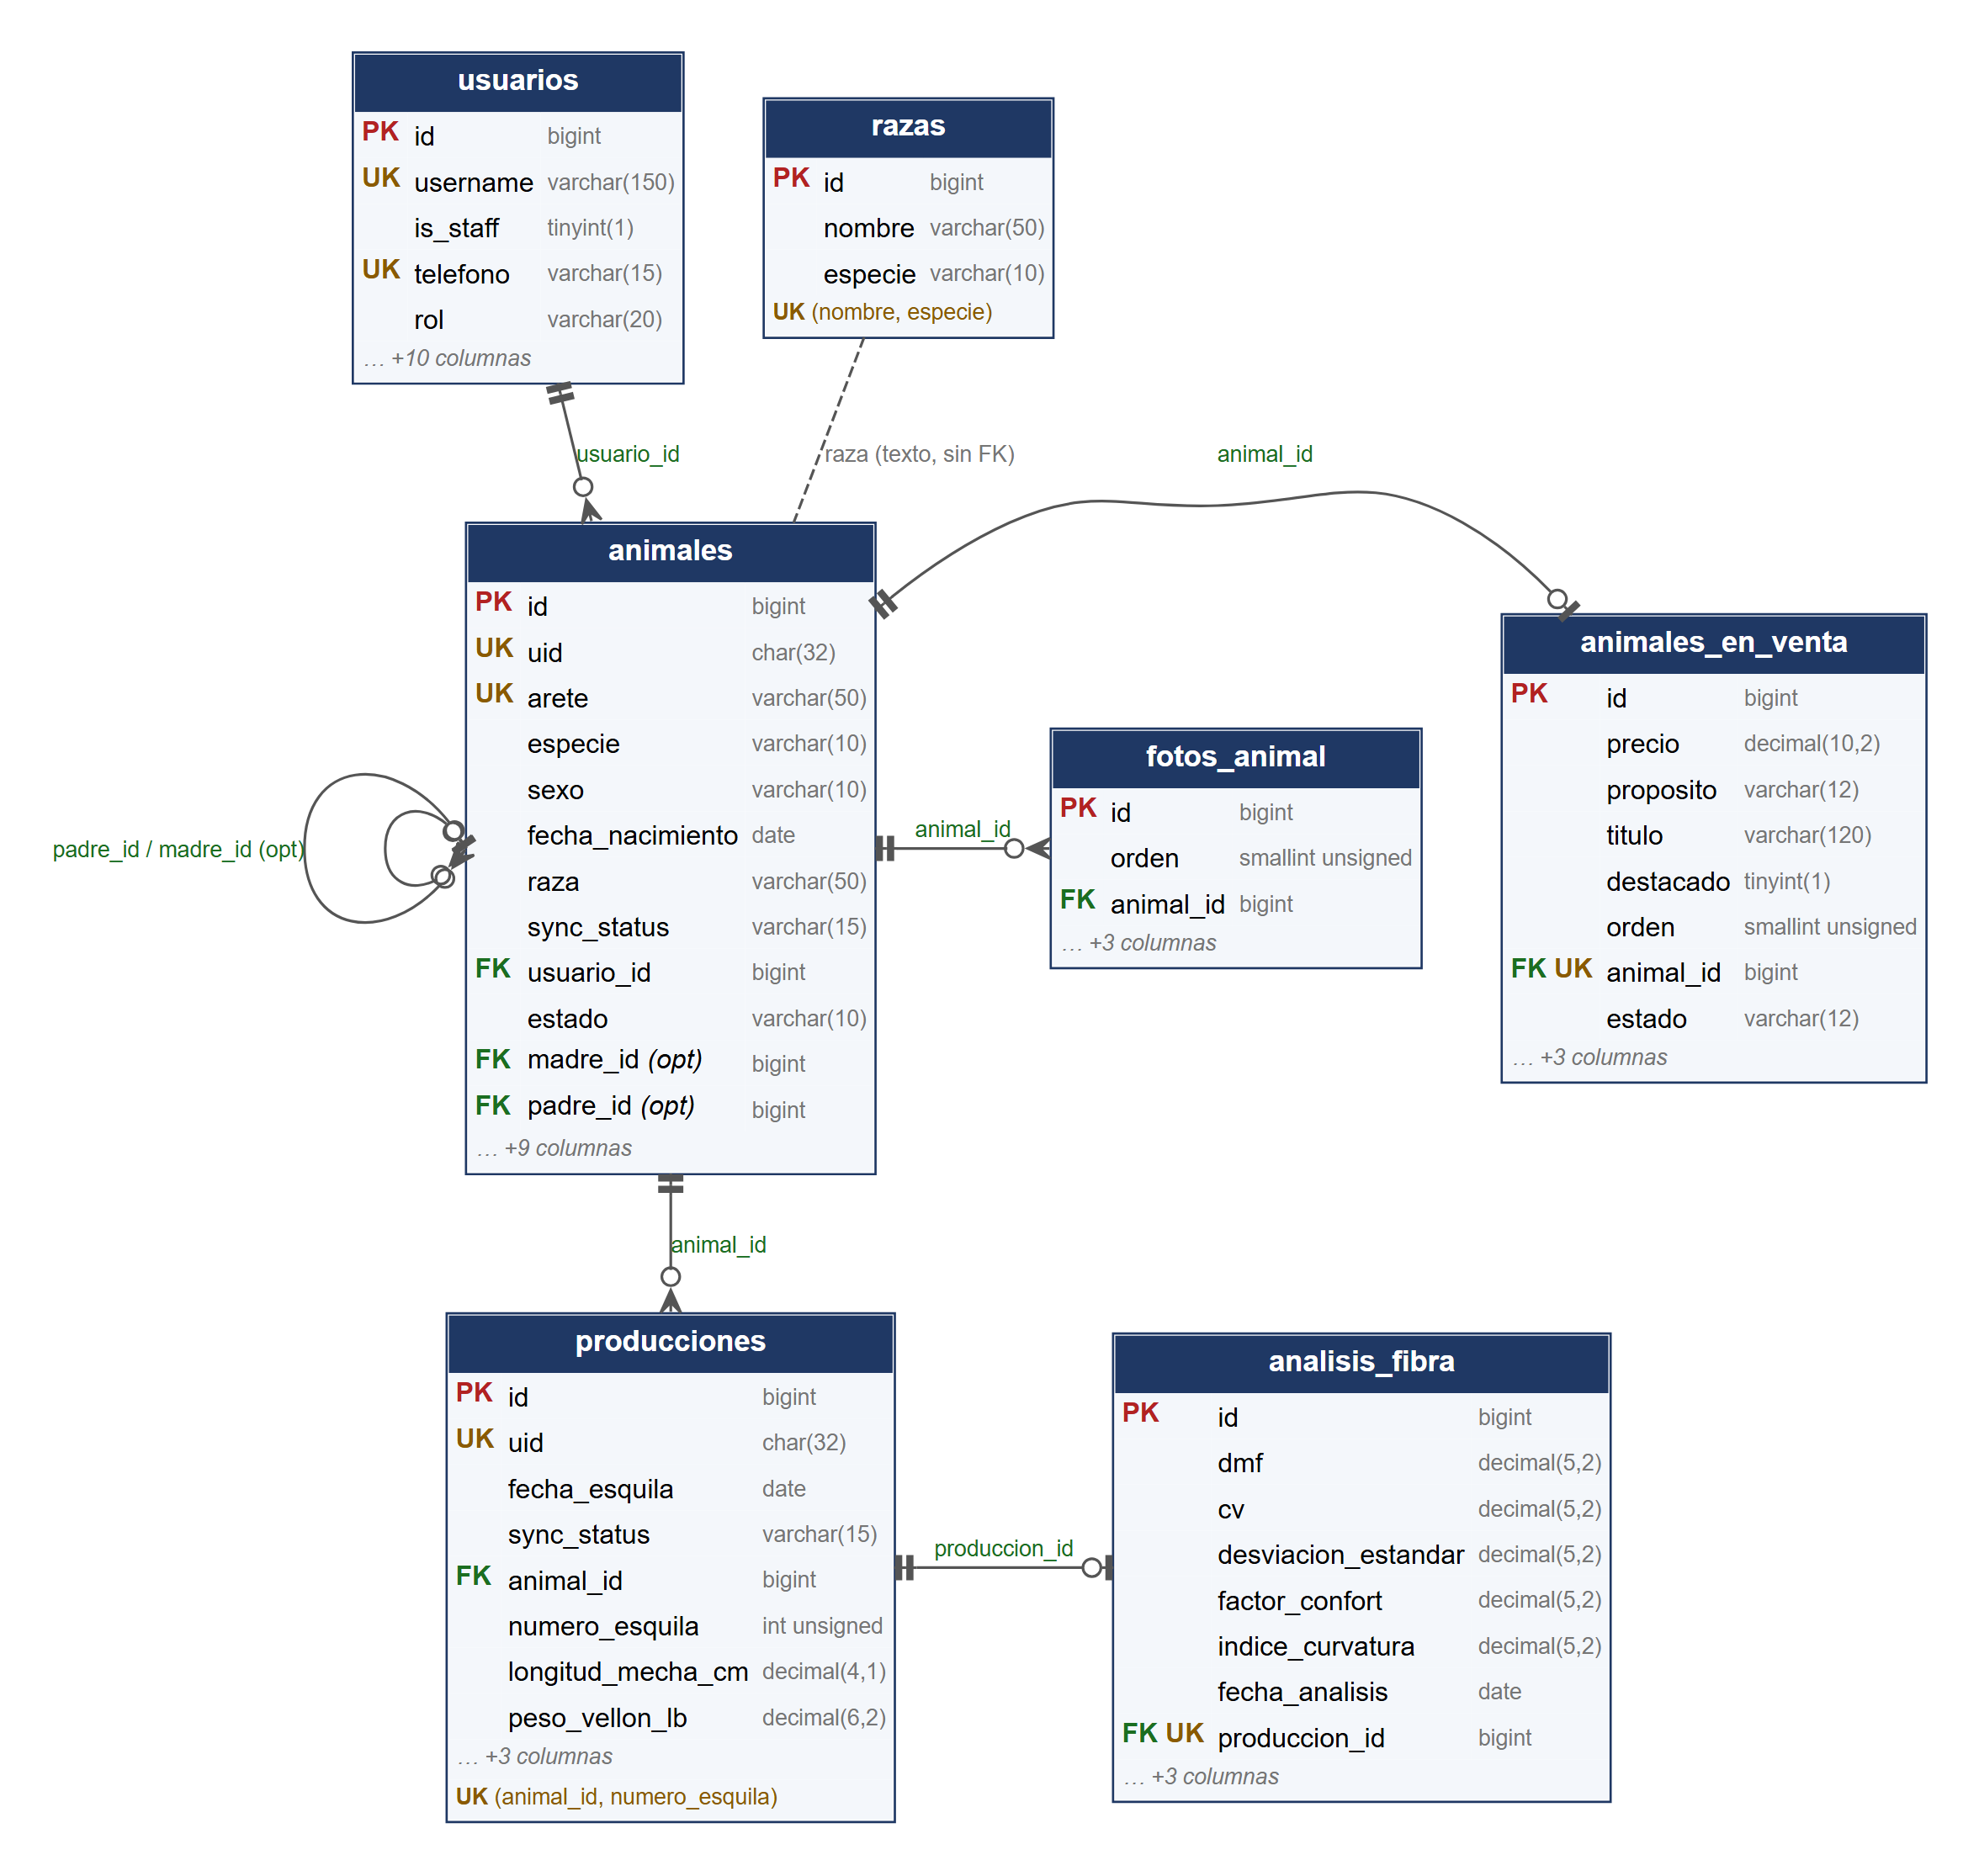 usuarios
PK id bigint
UK username varchar(150)
is_staff tinyint(1)
UK telefono varchar(15)
rol varchar(20)
... +10 columnas
razas
PK id bigint
nombre varchar(50)
especie varchar(10)
UK (nombre, especie)
usuario_id
raza (texto, sin FK)
animal_id
animales
PK id bigint
UK uid char(32)
UK arete varchar(50)
especie varchar(10)
sexo varchar(10)
fecha_nacimiento date
raza varchar(50)
sync_status varchar(15)
FK usuario_id bigint
estado varchar(10)
FK madre_id (opt) bigint
FK padre_id (opt) bigint
... +9 columnas
padre_id / madre_id (opt)
animal_id
fotos_animal
PK id bigint
orden smallint unsigned
FK animal_id bigint
... +3 columnas
animales_en_venta
PK id bigint
precio decimal(10,2)
proposito varchar(12)
titulo varchar(120)
destacado tinyint(1)
orden smallint unsigned
FK UK animal_id bigint
estado varchar(12)
... +3 columnas
animal_id
producciones
PK id bigint
UK uid char(32)
fecha_esquila date
sync_status varchar(15)
FK animal_id bigint
numero_esquila int unsigned
longitud_mecha_cm decimal(4,1)
peso_vellon_lb decimal(6,2)
... +3 columnas
UK (animal_id, numero_esquila)
produccion_id
analisis_fibra
PK id bigint
dmf decimal(5,2)
cv decimal(5,2)
desviacion_estandar decimal(5,2)
factor_confort decimal(5,2)
indice_curvatura decimal(5,2)
fecha_analisis date
FK UK produccion_id bigint
... +3 columnas